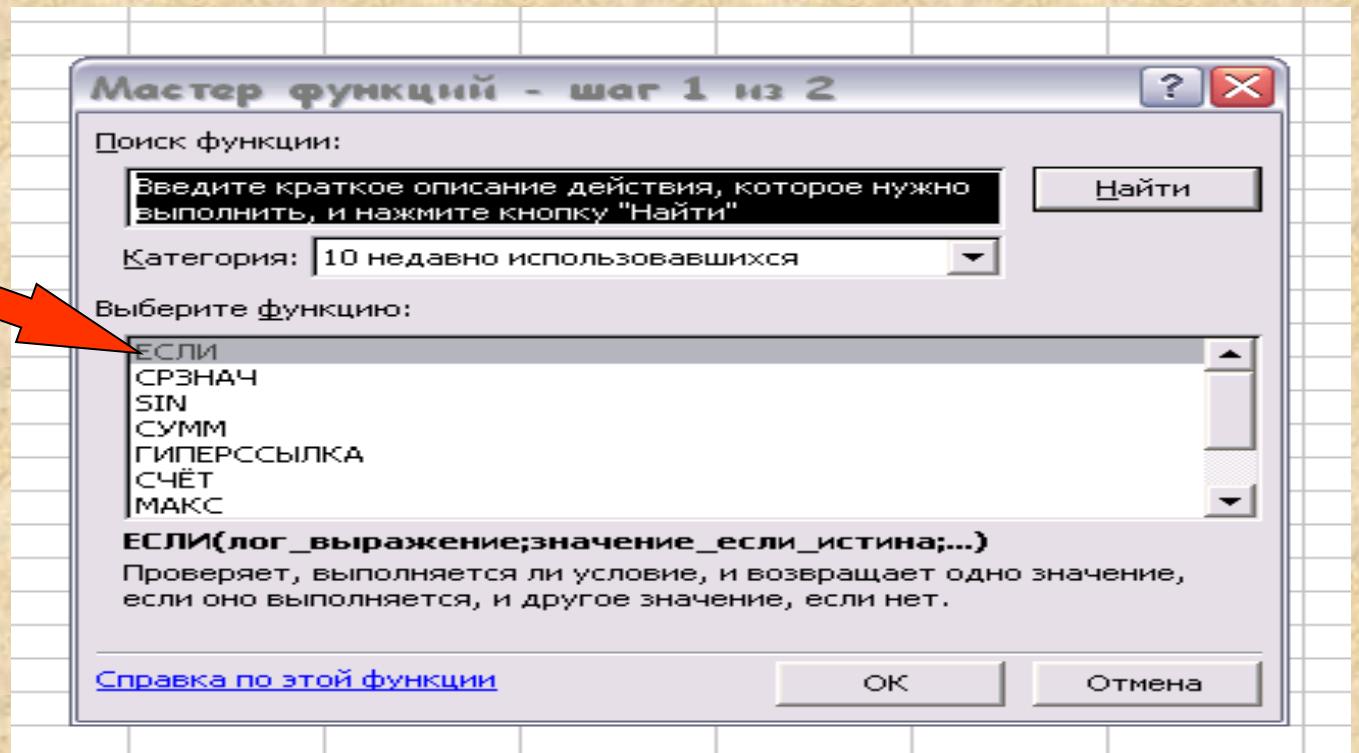 Мастер функций - шаг 1 из 2
?
Поиск функции:
Введите краткое описание действия, которое нужно
выполнить, и нажмите кнопку "Найти"
Найти
Категория: 10 недавно использовавшихся
Выберите функцию:
ЕСЛИ
СРЗНАЧ
SIN
СУММ
ГИПЕРССЫЛКА
СЧЁТ
МАКС
ЕСЛИ(лог_выражение;значение_если_истина;...)
Проверяет, выполняется ли условие, и возвращает одно значение,
если оно выполняется, и другое значение, если нет.
Справка по этой функции
ОК
Отмена